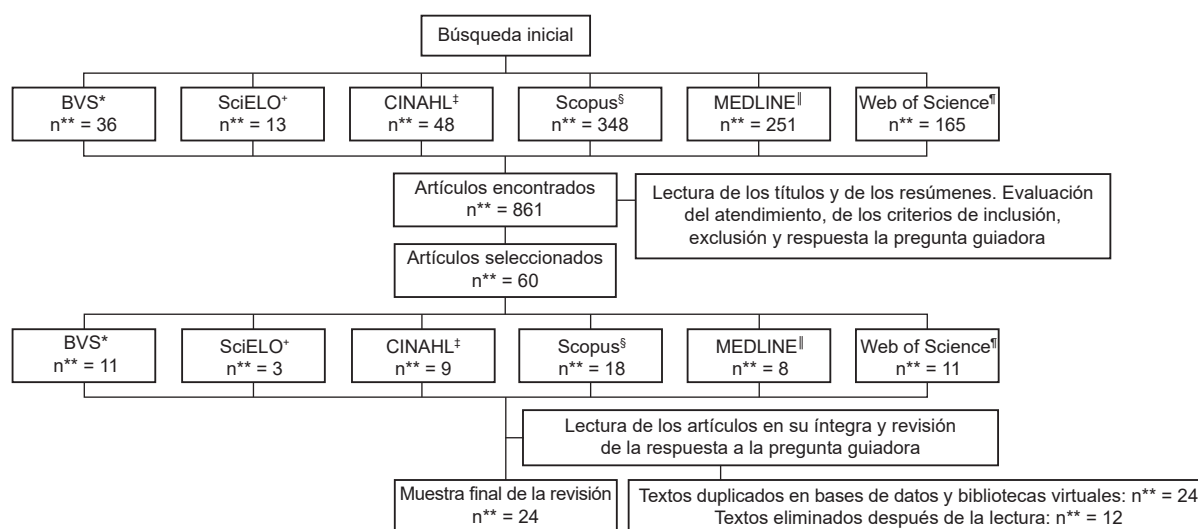 Búsqueda inicial
BVS*
n** = 36
SciELO⁺
n** = 13
CINAHL‡
n** = 48
Scopus§
n** = 348
MEDLINE‖
n** = 251
Web of Science¶
n** = 165
Artículos encontrados
n** = 861
Lectura de los títulos y de los resúmenes. Evaluación
del atendimiento, de los criterios de inclusión,
exclusión y respuesta la pregunta guiadora
Artículos seleccionados
n** = 60
BVS*
n** = 11
SciELO⁺
n** = 3
CINAHL‡
n** = 9
Scopus§
n** = 18
MEDLINE‖
n** = 8
Web of Science¶
n** = 11
Lectura de los artículos en su íntegra y revisión
de la respuesta a la pregunta guiadora
Muestra final de la revisión
n** = 24
Textos duplicados en bases de datos y bibliotecas virtuales: n** = 24
Textos eliminados después de la lectura: n** = 12